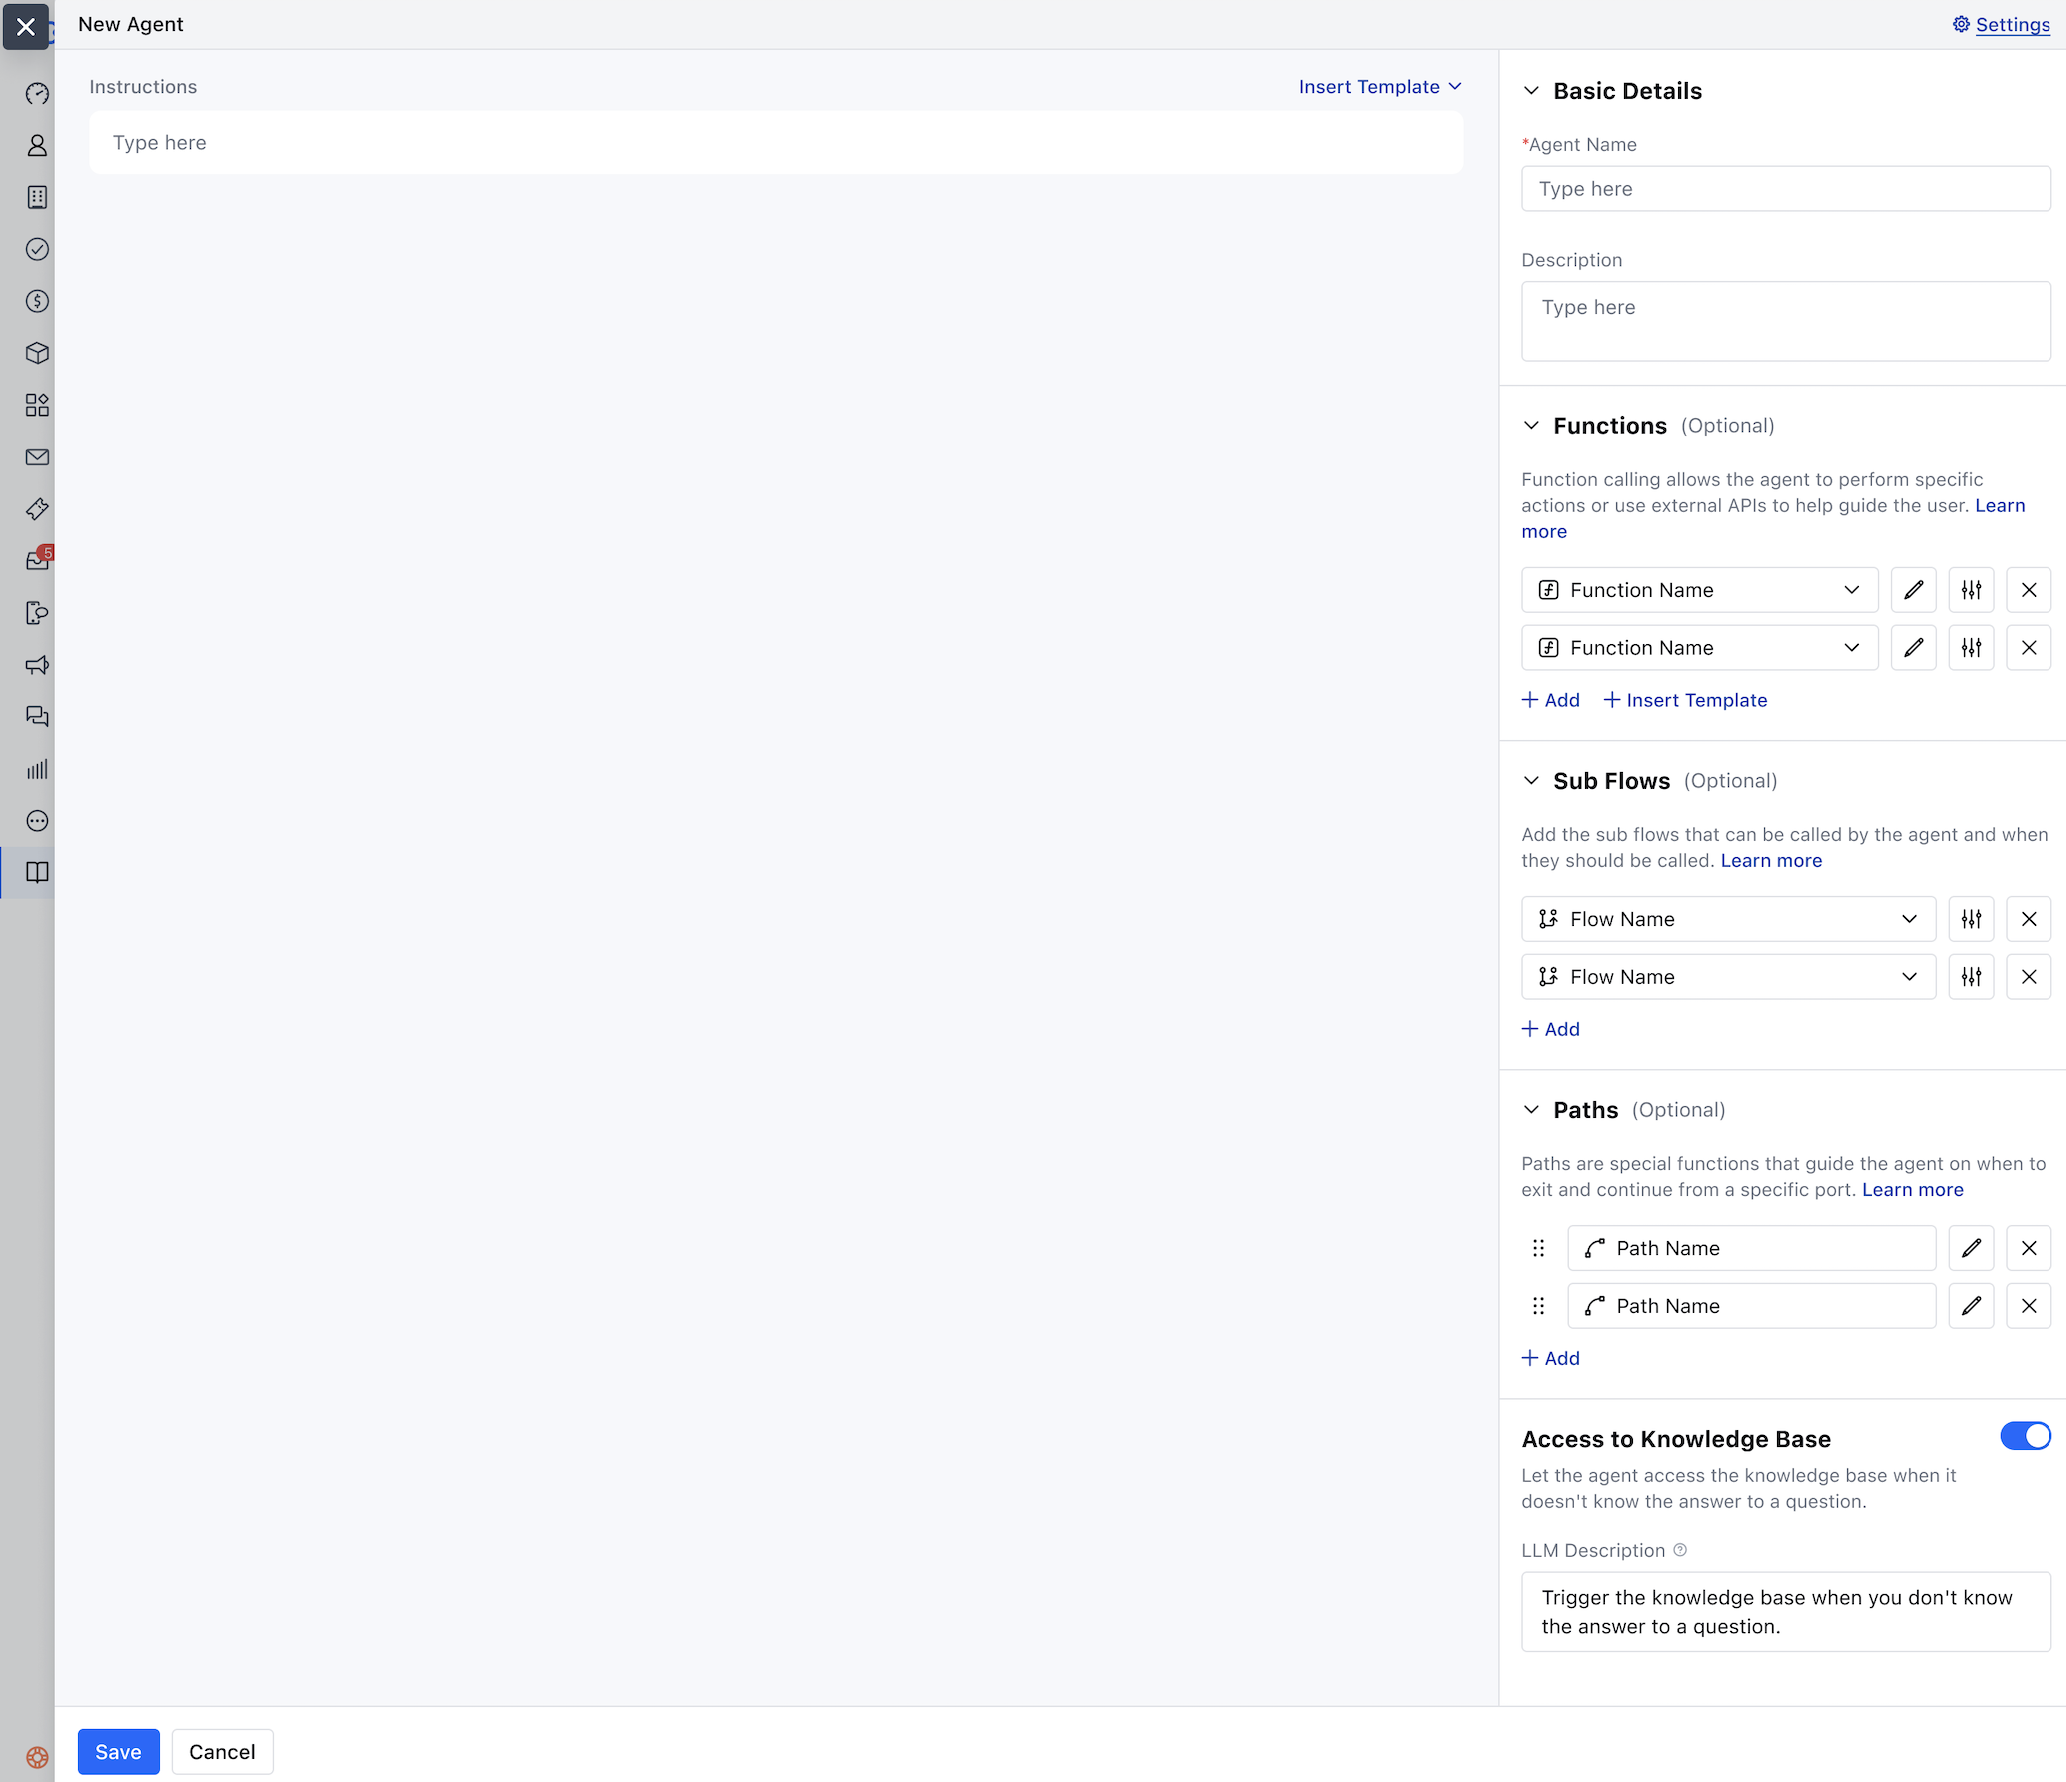 New Agent
Settings
Instructions
Insert Template
Type here
Basic Details
*Agent Name
Type here
Description
Type here
Functions (Optional)
Function calling allows the agent to perform specific
actions or use external APIs to help guide the user. Learn
more
Function Name
Function Name
+ Add + Insert Template
Sub Flows (Optional)
Add the sub flows that can be called by the agent and when
they should be called. Learn more
Flow Name
Flow Name
+ Add
Paths (Optional)
Paths are special functions that guide the agent on when to
exit and continue from a specific port. Learn more
Path Name
Path Name
+ Add
Access to Knowledge Base
Let the agent access the knowledge base when it
doesn't know the answer to a question.
LLM Description
Trigger the knowledge base when you don't know
the answer to a question.
5
Save
Cancel